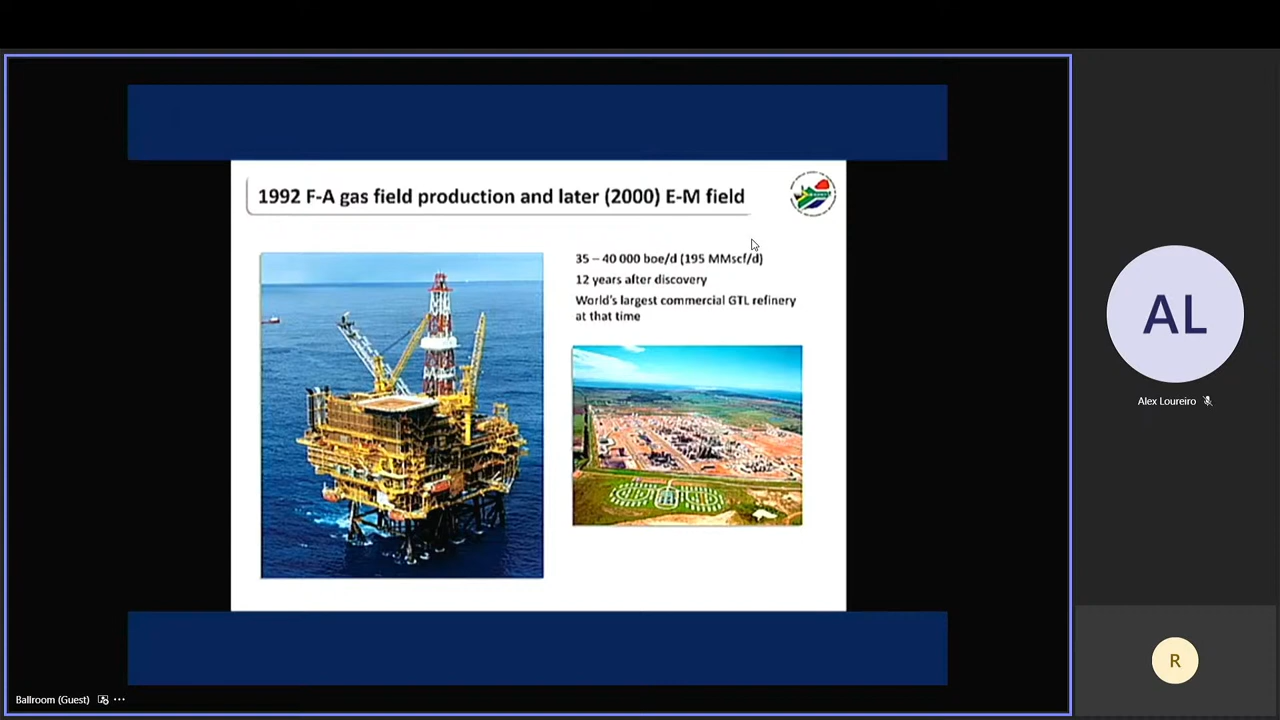 1992 F-A gas field production and later (2000) E-M field
35 – 40 000 boe/d (195 MMscf/d)
12 years after discovery
World's largest commercial GTL refinery
at that time
AL
Alex Loureiro
R
Ballroom (Guest)